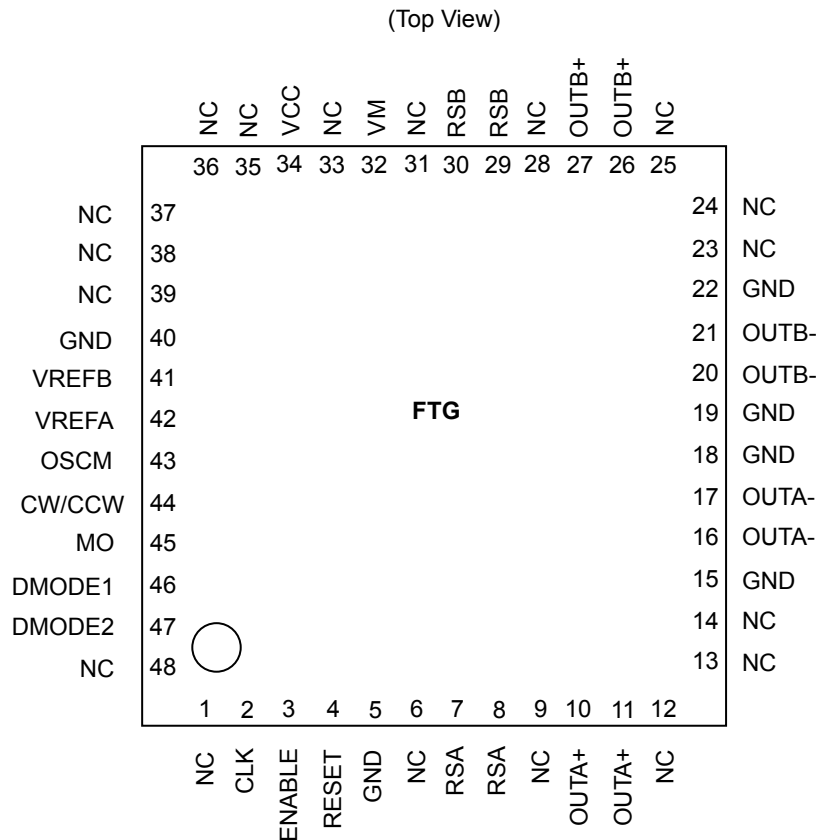 (Top View)
NC NC VCC NC VM NC RSB RSB NC OUTB+ OUTB+ NC
36 35 34 33 32 31 30 29 28 27 26 25
NC 37
NC 38
NC 39
GND 40
VREFB 41
VREFA 42
OSCM 43
CW/CCW 44
MO 45
DMODE1 46
DMODE2 47
NC 48
FTG
24 NC
23 NC
22 GND
21 OUTB-
20 OUTB-
19 GND
18 GND
17 OUTA-
16 OUTA-
15 GND
14 NC
13 NC
1 2 3 4 5 6 7 8 9 10 11 12
NC CLK ENABLE RESET GND NC RSA RSA NC OUTA+ OUTA+ NC